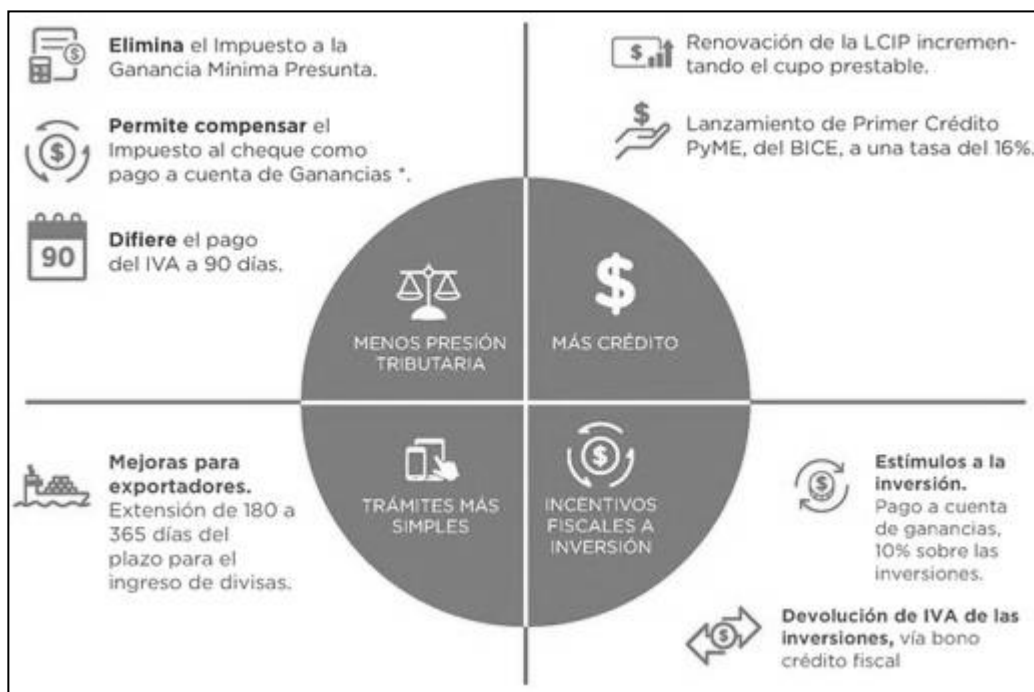 Elimina el Impuesto a la
Ganancia Mínima Presunta.
Permite compensar el
Impuesto al cheque como
pago a cuenta de Ganancias *.
90
Difiere el pago
del IVA a 90 días.
$
Renovación de la LCIP incremen-
tando el cupo prestable.
$
Lanzamiento de Primer Crédito
PyME, del BICE, a una tasa del 16%.
MENOS PRESIÓN
TRIBUTARIA
$
MÁS CRÉDITO
Mejoras para
exportadores.
Extensión de 180 a
365 días del
plazo para el
ingreso de divisas.
TRÁMITES MÁS
SIMPLES
$
INCENTIVOS
FISCALES A
INVERSIÓN
Estímulos a la
inversión.
Pago a cuenta
de ganancias,
10% sobre las
inversiones.
$
Devolución de IVA de las
inversiones, vía bono
crédito fiscal